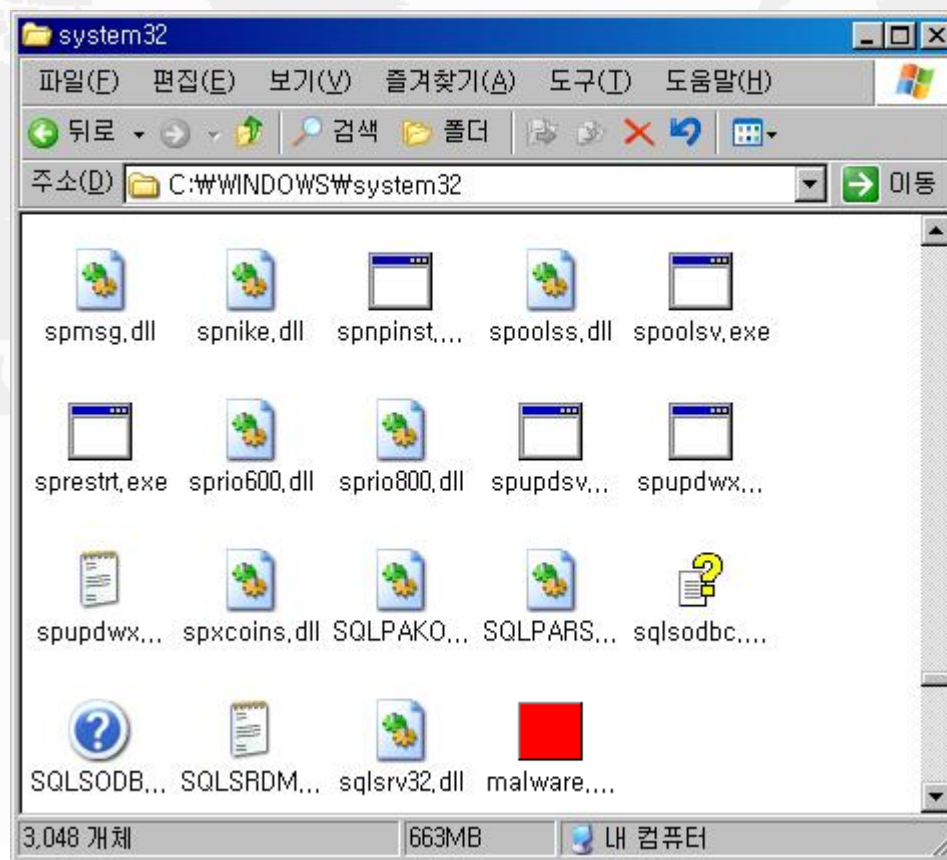 system32
파일(F) 편집(E) 보기(V) 즐겨찾기(A) 도구(T) 도움말(H)
뒤로 검색 폴더
주소(D) C:₩WINDOWS₩system32 이동
spmsg.dll spnike.dll spnpinst.... spoolss.dll spoolsv.exe
sprestrt.exe sprio600.dll sprio800.dll spupdsv... spupdwx...
spupdwx... spxcoins.dll SQLPAKO... SQLPARS... sqlsodbc....
SQLSODB... SQLSRDM... sqlsrv32.dll malware....
3,048 개체 663MB 내 컴퓨터